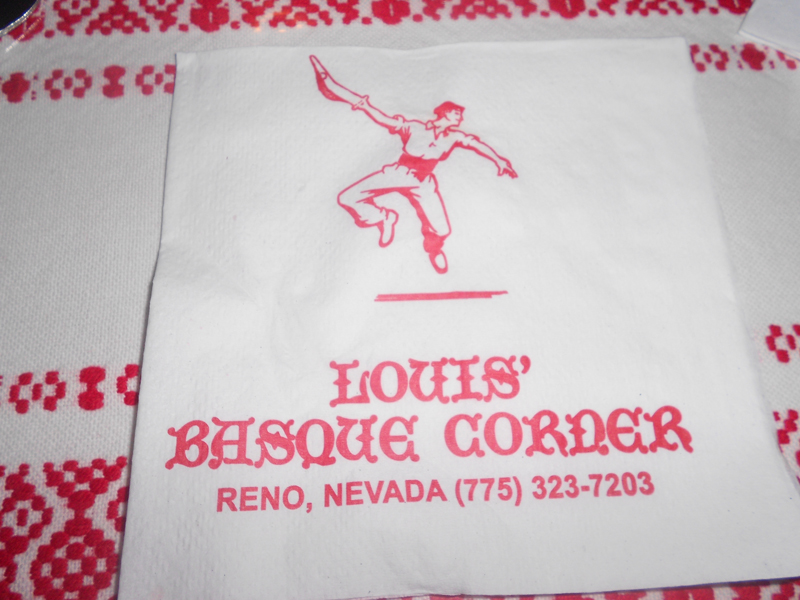 LOUIS'
BASQUE CORNER
RENO, NEVADA (775) 323-7203